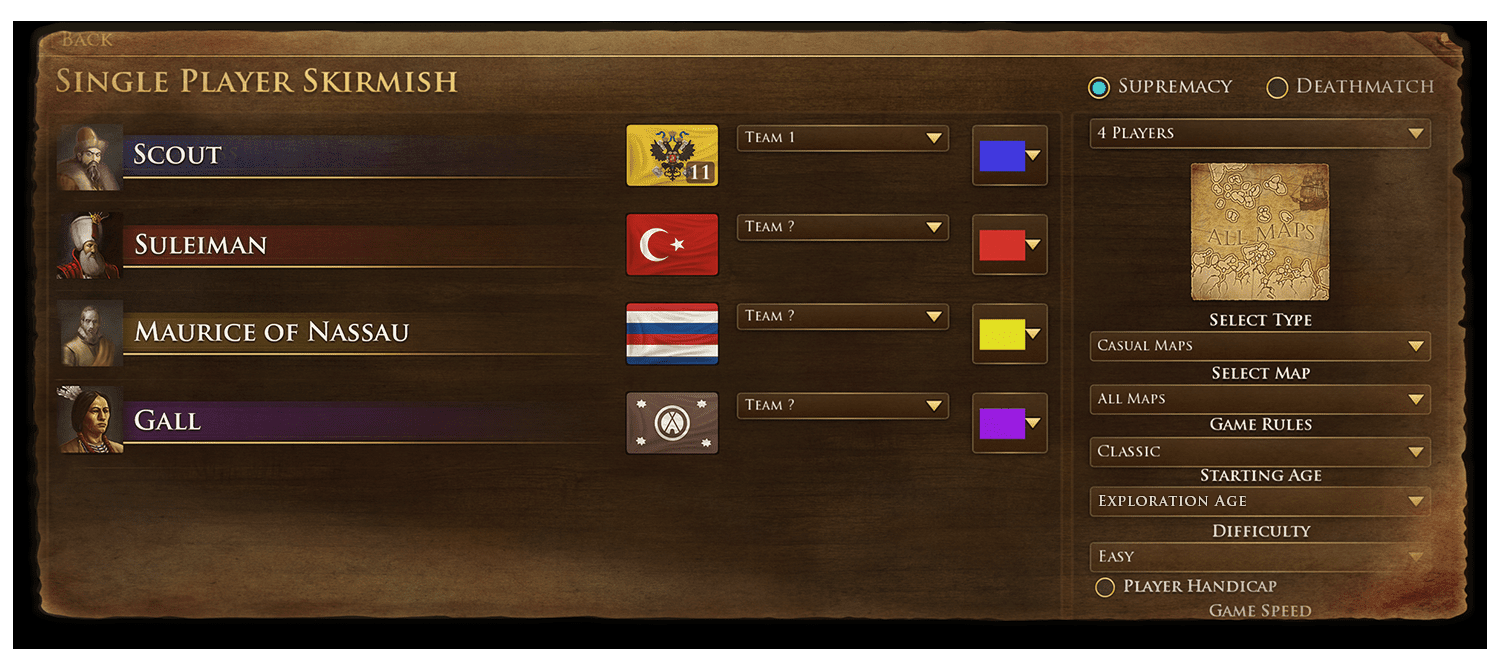 BACK
SINGLE PLAYER SKIRMISH
SUPREMACY
DEATHMATCH
SCOUT
11
TEAM 1
SULEIMAN
TEAM ?
MAURICE OF NASSAU
TEAM ?
GALL
TEAM ?
4 PLAYERS
ALL MAPS
SELECT TYPE
CASUAL MAPS
SELECT MAP
ALL MAPS
GAME RULES
CLASSIC
STARTING AGE
EXPLORATION AGE
DIFFICULTY
EASY
PLAYER HANDICAP
GAME SPEED